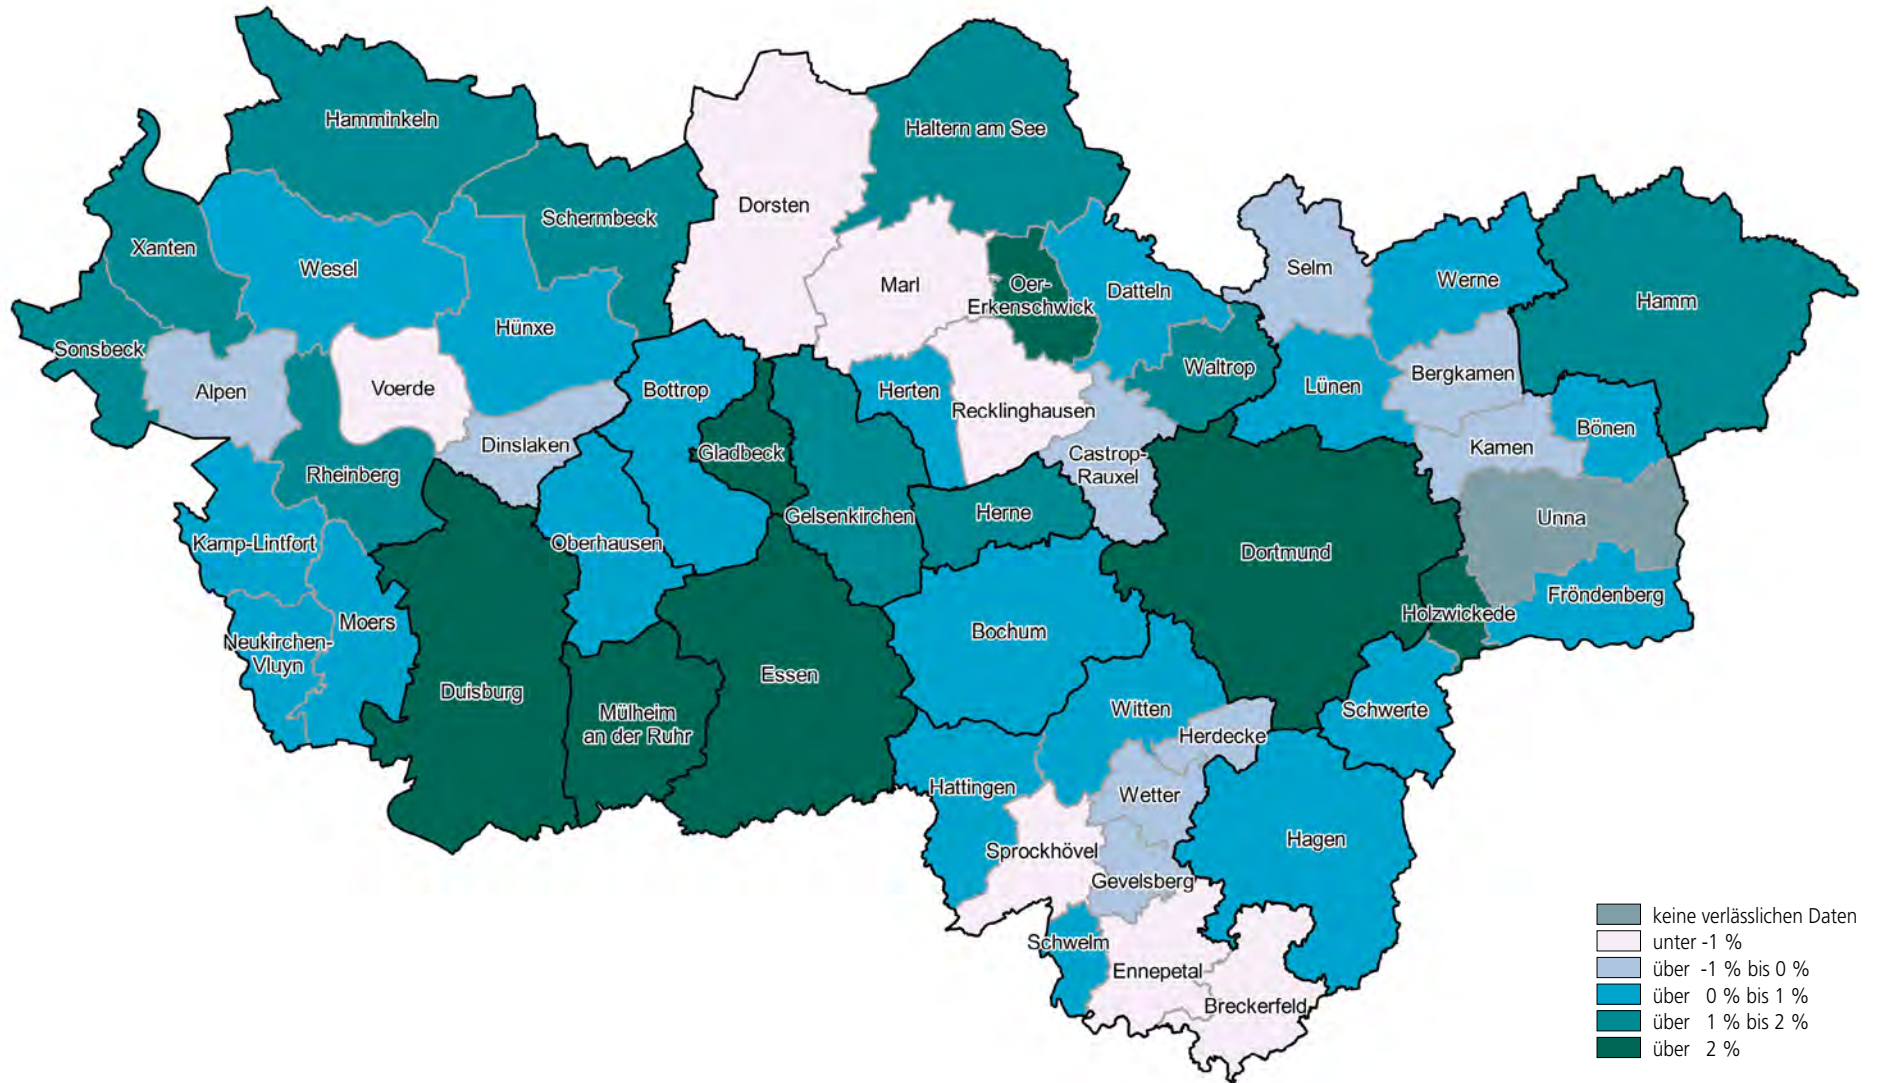 Hamminkeln
Haltern am See
Dorsten
Schermbeck
Xanten
Wesel
Hünxe
Marl
Oer-
Erkenschwick
Datteln
Selm
Werne
Hamm
Sonsbeck
Alpen
Voerde
Bottrop
Herten
Recklinghausen
Waltrop
Lünen
Bergkamen
Bönen
Kamen
Dinslaken
Gladbeck
Castrop-
Rauxel
Rheinberg
Gelsenkirchen
Herne
Unna
Kamp-Lintfort
Oberhausen
Dortmund
Fröndenberg
Holzwickede
Moers
Neukirchen-
Vluyn
Bochum
Essen
Duisburg
Mülheim
an der Ruhr
Witten
Schwerte
Herdecke
Hattingen
Wetter
Hagen
Sprockhövel
Gevelsberg
Schwelm
Ennepetal
Breckerfeld
keine verlässlichen Daten
unter -1 %
über -1 % bis 0 %
über 0 % bis 1 %
über 1 % bis 2 %
über 2 %